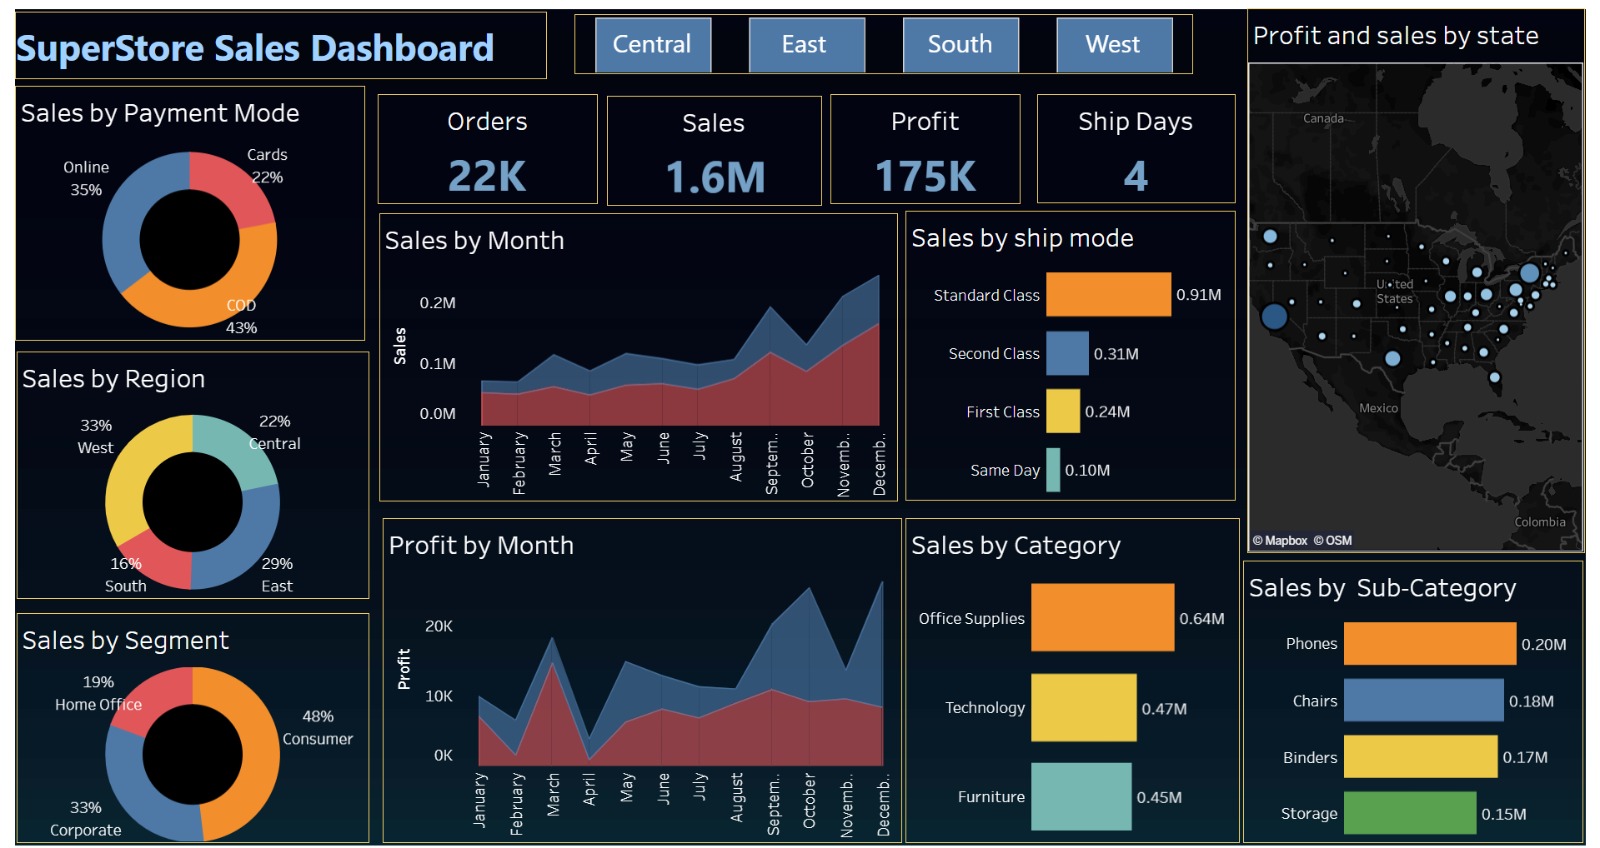 SuperStore Sales Dashboard
Central
East
South
West
Profit and sales by state
Sales by Payment Mode
Online
35%
Cards
22%
COD
43%
Orders
22K
Sales
1.6M
Profit
175K
Ship Days
4
Canada
United
States
Mexico
Colombia
© Mapbox © OSM
Sales by Month
Sales
0.2M
0.1M
0.0M
January
February
March
April
May
June
July
August
Septem..
October
Novemb..
Decemb..
Sales by ship mode
Standard Class 0.91M
Second Class 0.31M
First Class 0.24M
Same Day 0.10M
Sales by Region
33%
West
22%
Central
16%
South
29%
East
Profit by Month
Profit
20K
10K
0K
January
February
March
April
May
June
July
August
Septem..
October
Novemb..
Decemb..
Sales by Category
Office Supplies 0.64M
Technology 0.47M
Furniture 0.45M
Sales by Sub-Category
Phones 0.20M
Chairs 0.18M
Binders 0.17M
Storage 0.15M
Sales by Segment
19%
Home Office
48%
Consumer
33%
Corporate